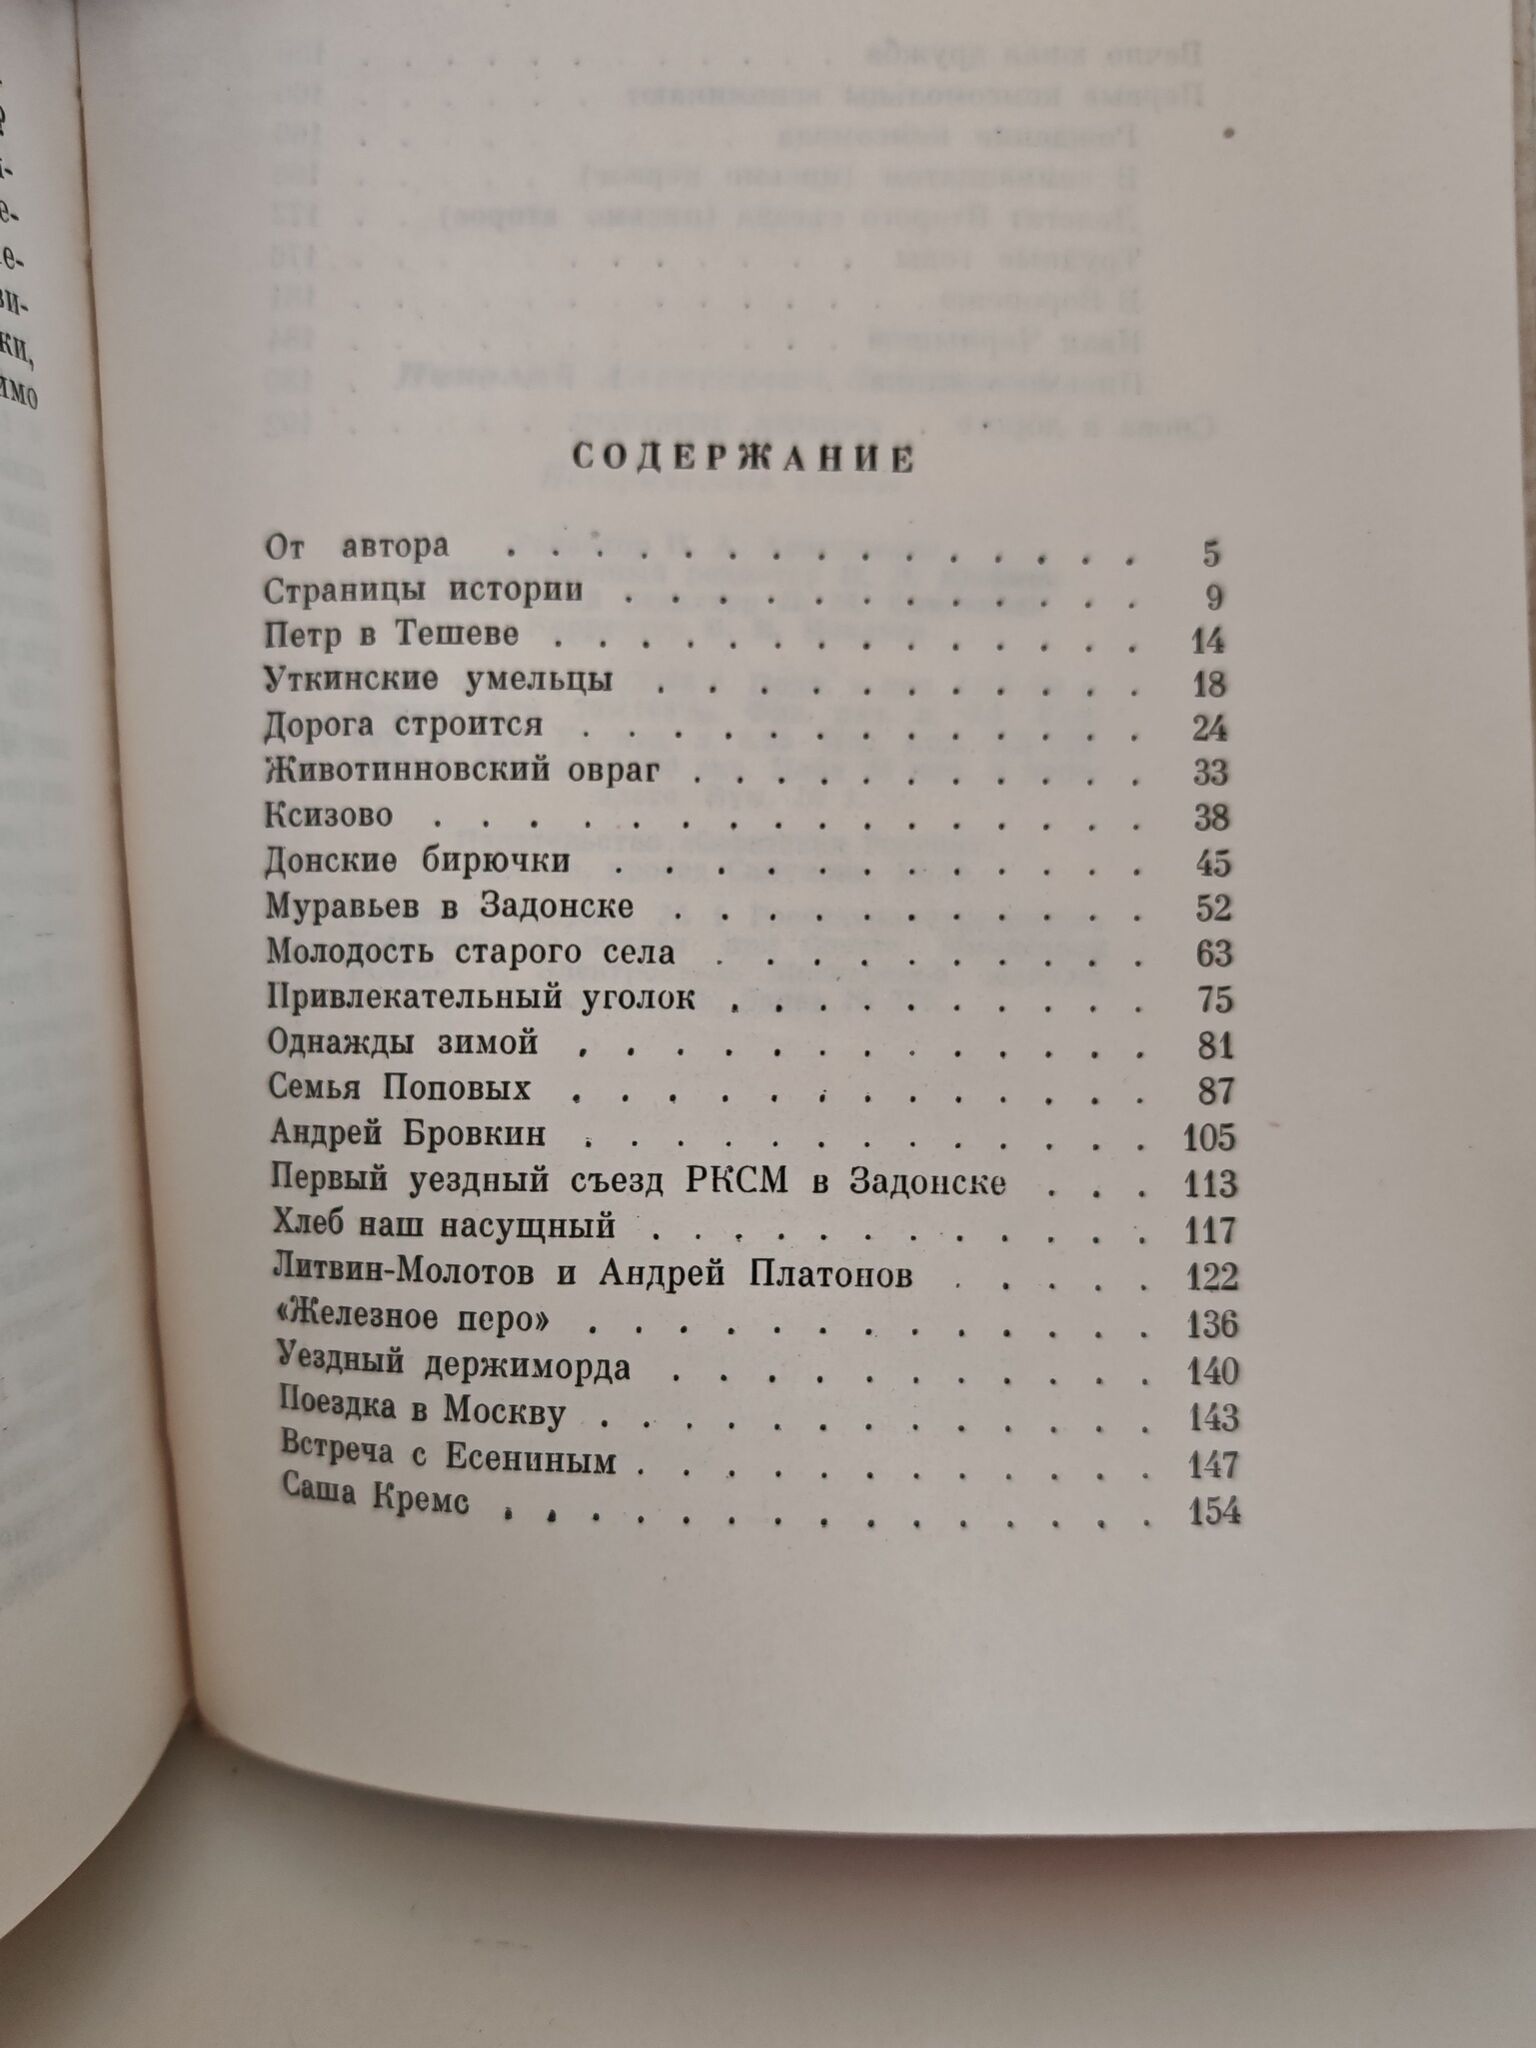 СОДЕРЖАНИЕ
От автора . . . . . . . . . . . . . . . 5
Страницы истории . . . . . . . . . . . 9
Петр в Тешеве . . . . . . . . . . . . . 14
Уткинские умельцы . . . . . . . . . . . 18
Дорога строится . . . . . . . . . . . . 24
Животинновский овраг . . . . . . . . . . 33
Ксизово . . . . . . . . . . . . . . . 38
Донские бирючки . . . . . . . . . . . . 45
Муравьев в Задонске . . . . . . . . . . 52
Молодость старого села . . . . . . . . . . 63
Привлекательный уголок . . . . . . . . . 75
Однажды зимой . . . . . . . . . . . . 81
Семья Поповых . . . . . . . . . . . . 87
Андрей Бровкин . . . . . . . . . . . . 105
Первый уездный съезд РКСМ в Задонске . . . 113
Хлеб наш насущный . . . . . . . . . . . 117
Литвин-Молотов и Андрей Платонов . . . . . 122
«Железное перо» . . . . . . . . . . . . 136
Уездный держиморда . . . . . . . . . . . 140
Поездка в Москву . . . . . . . . . . . . 143
Встреча с Есениным . . . . . . . . . . . 147
Саша Кремс . . . . . . . . . . . . . . 154